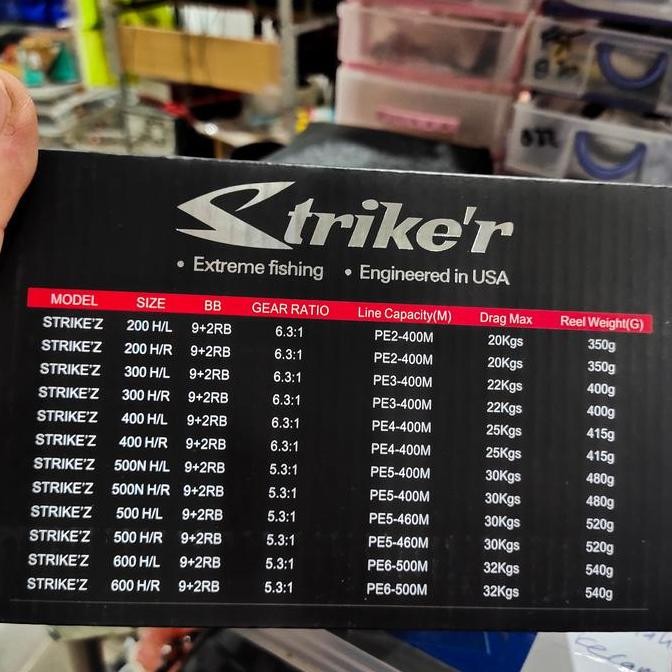 Strike'r
• Extreme fishing • Engineered in USA
MODEL SIZE BB GEAR RATIO Line Capacity(M) Drag Max Reel Weight(G)
STRIKE'Z 200 H/L 9+2RB 6.3:1 PE2-400M 20Kgs 350g
STRIKE'Z 200 H/R 9+2RB 6.3:1 PE2-400M 20Kgs 350g
STRIKE'Z 300 H/L 9+2RB 6.3:1 PE3-400M 22Kgs 400g
STRIKE'Z 300 H/R 9+2RB 6.3:1 PE3-400M 22Kgs 400g
STRIKE'Z 400 H/L 9+2RB 6.3:1 PE4-400M 25Kgs 415g
STRIKE'Z 400 H/R 9+2RB 6.3:1 PE4-400M 25Kgs 415g
STRIKE'Z 500N H/L 9+2RB 5.3:1 PE5-400M 30Kgs 480g
STRIKE'Z 500N H/R 9+2RB 5.3:1 PE5-400M 30Kgs 480g
STRIKE'Z 500 H/L 9+2RB 5.3:1 PE5-460M 30Kgs 520g
STRIKE'Z 500 H/R 9+2RB 5.3:1 PE5-460M 30Kgs 520g
STRIKE'Z 600 H/L 9+2RB 5.3:1 PE6-500M 32Kgs 540g
STRIKE'Z 600 H/R 9+2RB 5.3:1 PE6-500M 32Kgs 540g